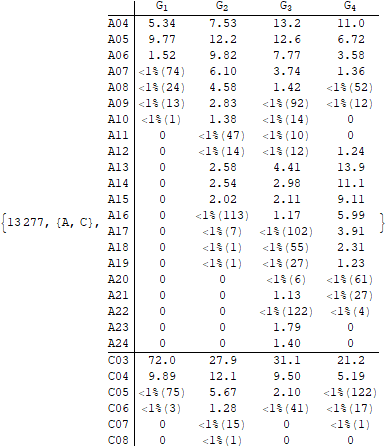 G1 G2 G3 G4
A04 5.34 7.53 13.2 11.0
A05 9.77 12.2 12.6 6.72
A06 1.52 9.82 7.77 3.58
A07 <1%(74) 6.10 3.74 1.36
A08 <1%(24) 4.58 1.42 <1%(52)
A09 <1%(13) 2.83 <1%(92) <1%(12)
A10 <1%(1) 1.38 <1%(14) 0
A11 0 <1%(47) <1%(10) 0
A12 0 <1%(14) <1%(12) 1.24
A13 0 2.58 4.41 13.9
A14 0 2.54 2.98 11.1
A15 0 2.02 2.11 9.11
A16 0 <1%(113) 1.17 5.99
{13277, {A, C}, A17 0 <1%(7) <1%(102) 3.91 }
A18 0 <1%(1) <1%(55) 2.31
A19 0 <1%(1) <1%(27) 1.23
A20 0 0 <1%(6) <1%(61)
A21 0 0 1.13 <1%(27)
A22 0 0 <1%(122) <1%(4)
A23 0 0 1.79 0
A24 0 0 1.40 0
C03 72.0 27.9 31.1 21.2
C04 9.89 12.1 9.50 5.19
C05 <1%(75) 5.67 2.10 <1%(122)
C06 <1%(3) 1.28 <1%(41) <1%(17)
C07 0 <1%(15) 0 <1%(1)
C08 0 <1%(1) 0 0